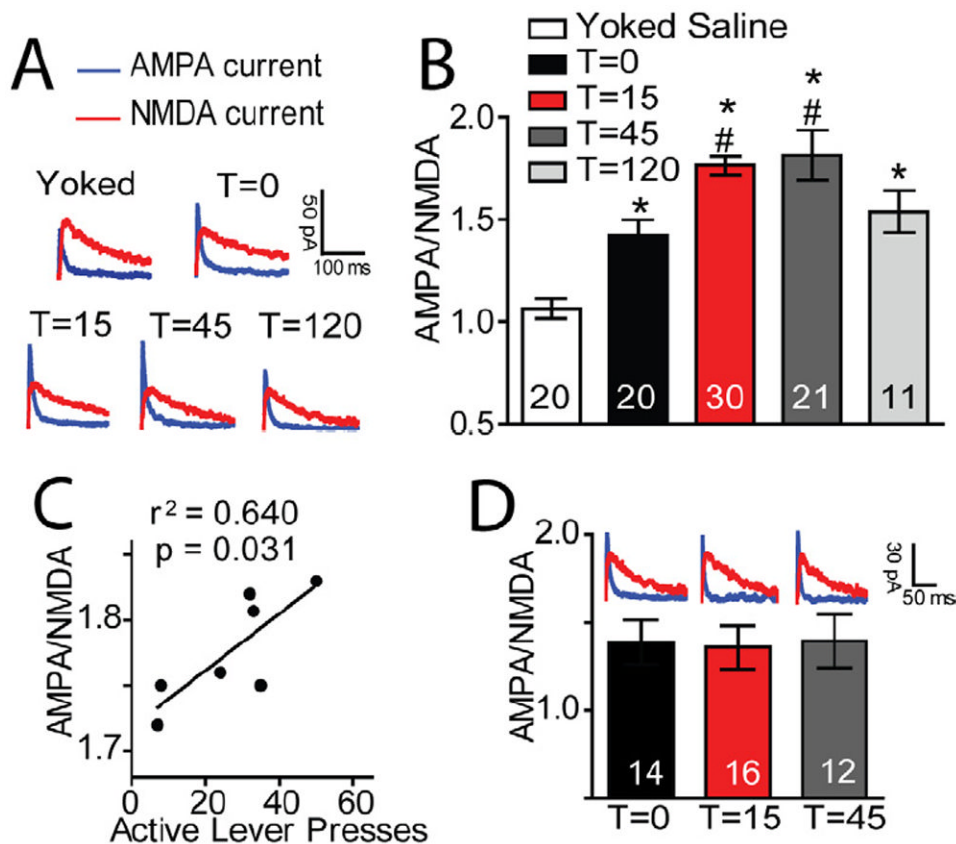 A
AMPA current
NMDA current
Yoked
T=0
50 pA
100 ms
T=15
T=45
T=120
B
Yoked Saline
T=0
T=15
T=45
T=120
AMPA/NMDA
2.0
1.5
1.0
0.5
*
*
#
*
#
*
20
20
30
21
11
C
r² = 0.640
p = 0.031
AMPA/NMDA
1.8
1.7
0
20
40
60
Active Lever Presses
D
AMPA/NMDA
2.0
1.0
30 pA
50 ms
14
16
12
T=0
T=15
T=45